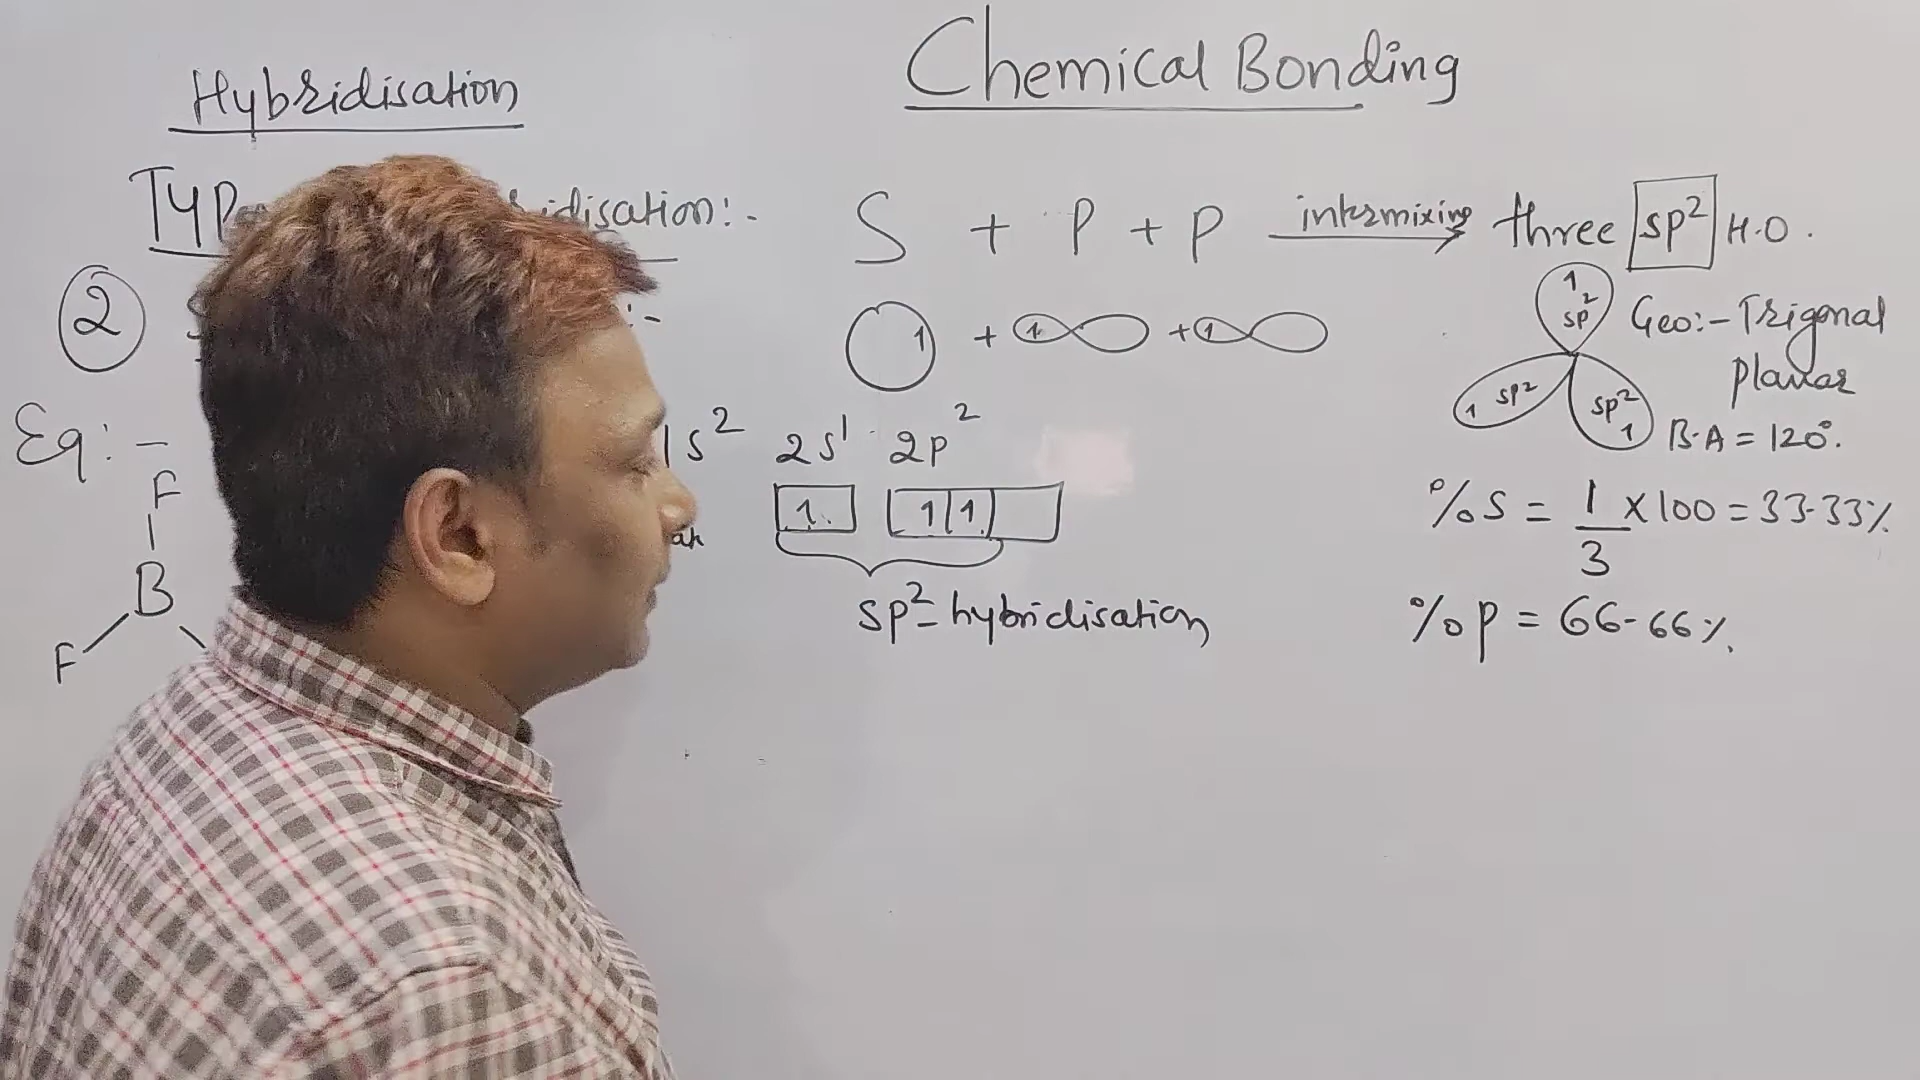 Chemical Bonding
Hybridisation
Type idisation:-
S + P + P intermixing three sp² H.O.
2 :-
1 + 1 + 1
1 sp²
1 sp²
sp² 1
Geo:- Trigonal
planar
B.A = 120°.
Eg:-
1s² 2s¹ 2p²
1 1 1
sp²-hybridisation
F
B
F
%S = 1/3 × 100 = 33.33%
%p = 66.66%.